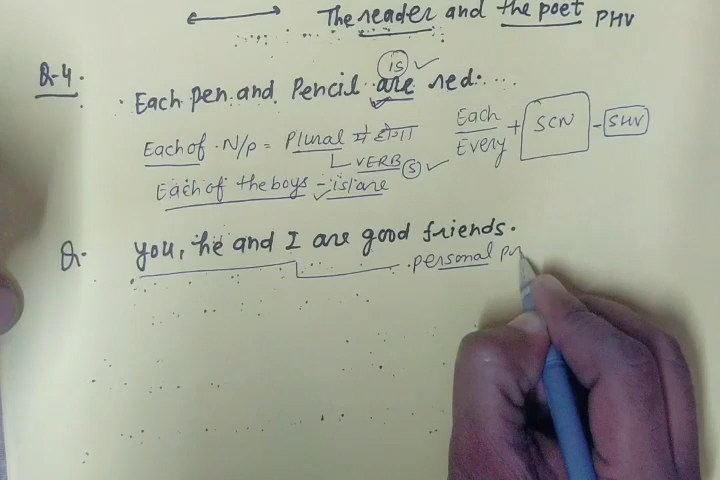 The reader and the poet PHV
Q-4.
is
Each pen and Pencil are red.
Each of N/P = Plural में होगा
VERB (S)
Each of the boys - is/are
Each
Every + SCN - SHV
Q. you, he and I are good friends.
personal pr